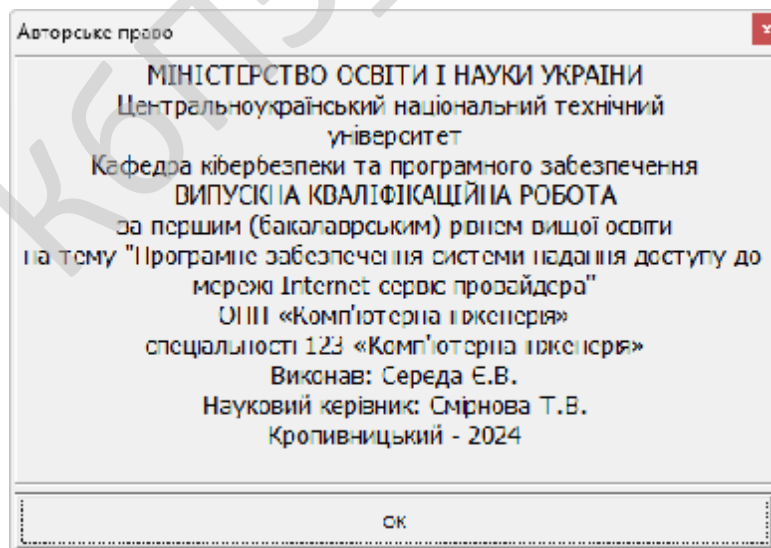 Авторське право
МІНІСТЕРСТВО ОСВІТИ І НАУКИ УКРАЇНИ
Центральноукраїнський національний технічний
університет
Кафедра кібербезпеки та програмного забезпечення
ВИПУСКНА КВАЛІФІКАЦІЙНА РОБОТА
за першим (бакалаврським) рівнем вищої освіти
на тему "Програмне забезпечення системи надання доступу до
мережі Internet сервіс провайдера"
ОПП «Комп'ютерна інженерія»
спеціальності 123 «Комп'ютерна інженерія»
Виконав: Середа Є.В.
Науковий керівник: Смірнова Т.В.
Кропивницький - 2024
ОК